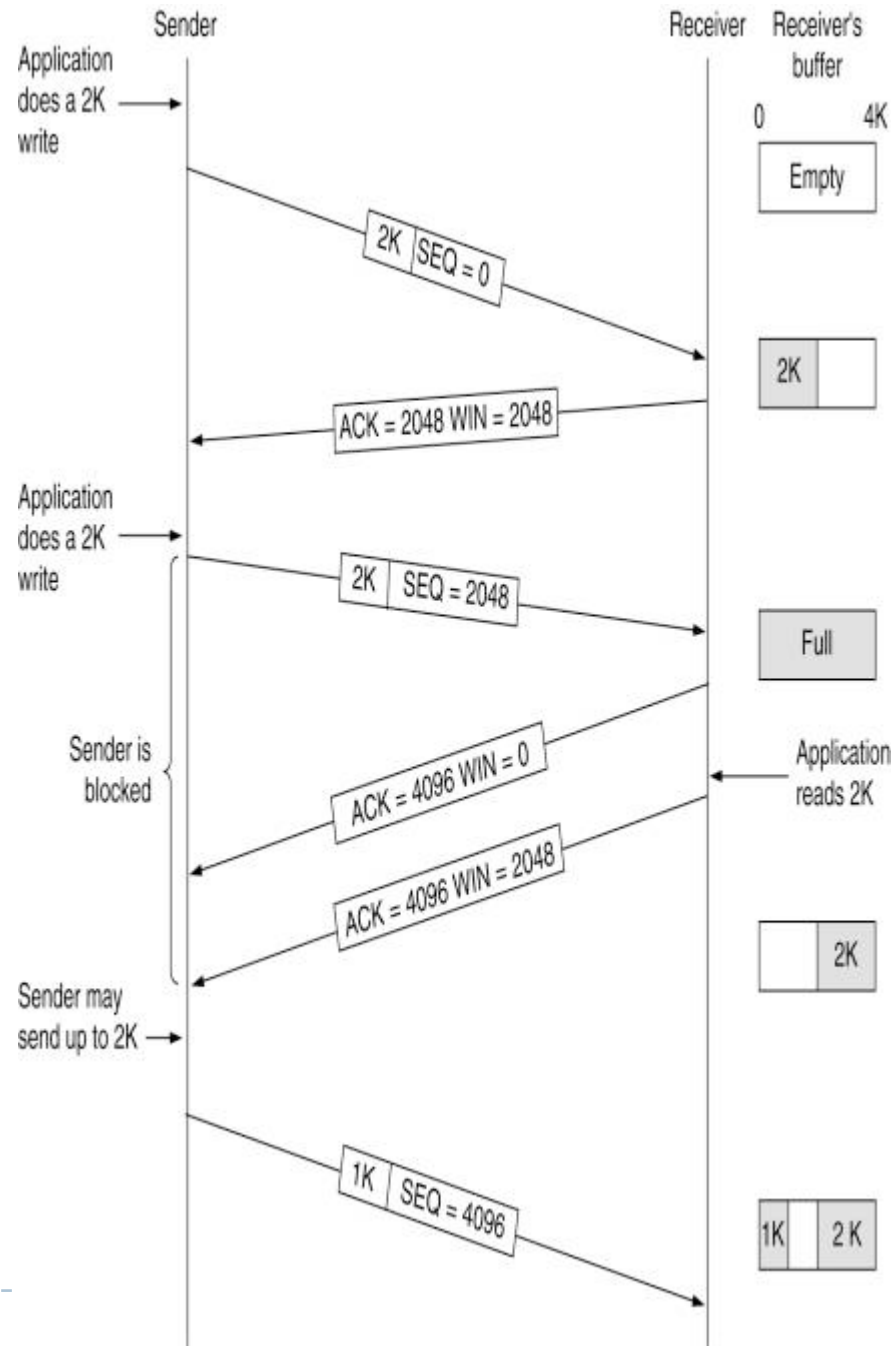 Sender
Receiver
Receiver's
buffer
Application
does a 2K
write
0
4K
Empty
2K SEQ = 0
2K
ACK = 2048 WIN = 2048
Application
does a 2K
write
2K SEQ = 2048
Full
Sender is
blocked
ACK = 4096 WIN = 0
Application
reads 2K
ACK = 4096 WIN = 2048
2K
Sender may
send up to 2K
1K SEQ = 4096
1K
2 K